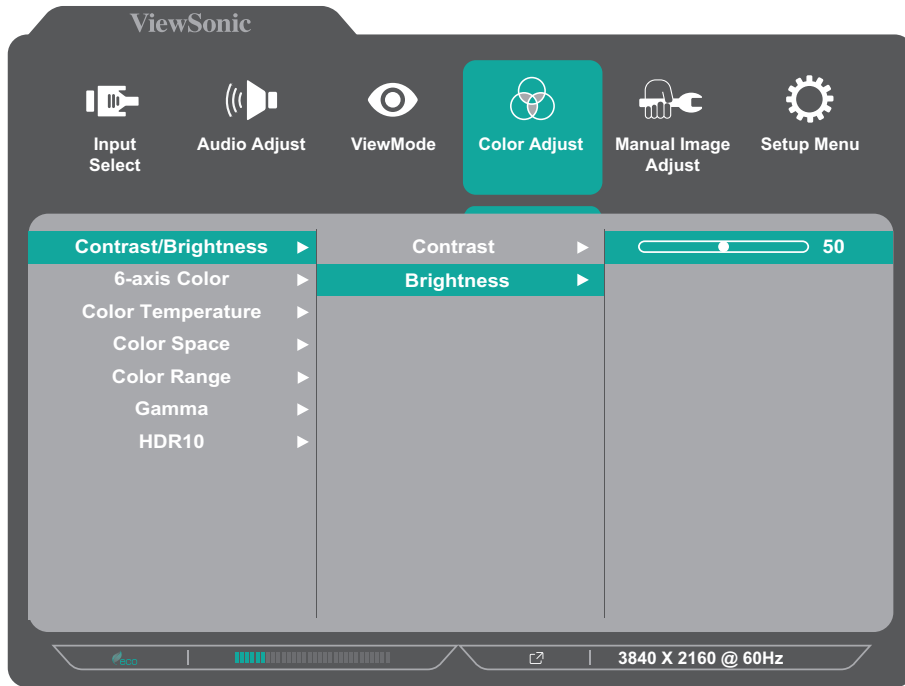 ViewSonic
Input Select
Audio Adjust
ViewMode
Color Adjust
Manual Image Adjust
Setup Menu
Contrast/Brightness
Contrast
50
6-axis Color
Brightness
Color Temperature
Color Space
Color Range
Gamma
HDR10
eco
3840 X 2160 @ 60Hz